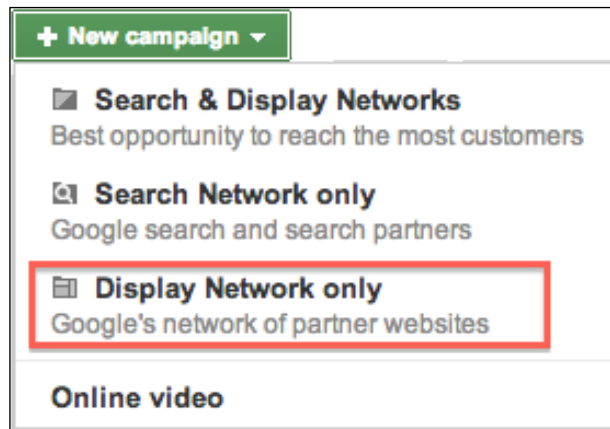 + New campaign
Search & Display Networks
Best opportunity to reach the most customers
Search Network only
Google search and search partners
Display Network only
Google's network of partner websites
Online video